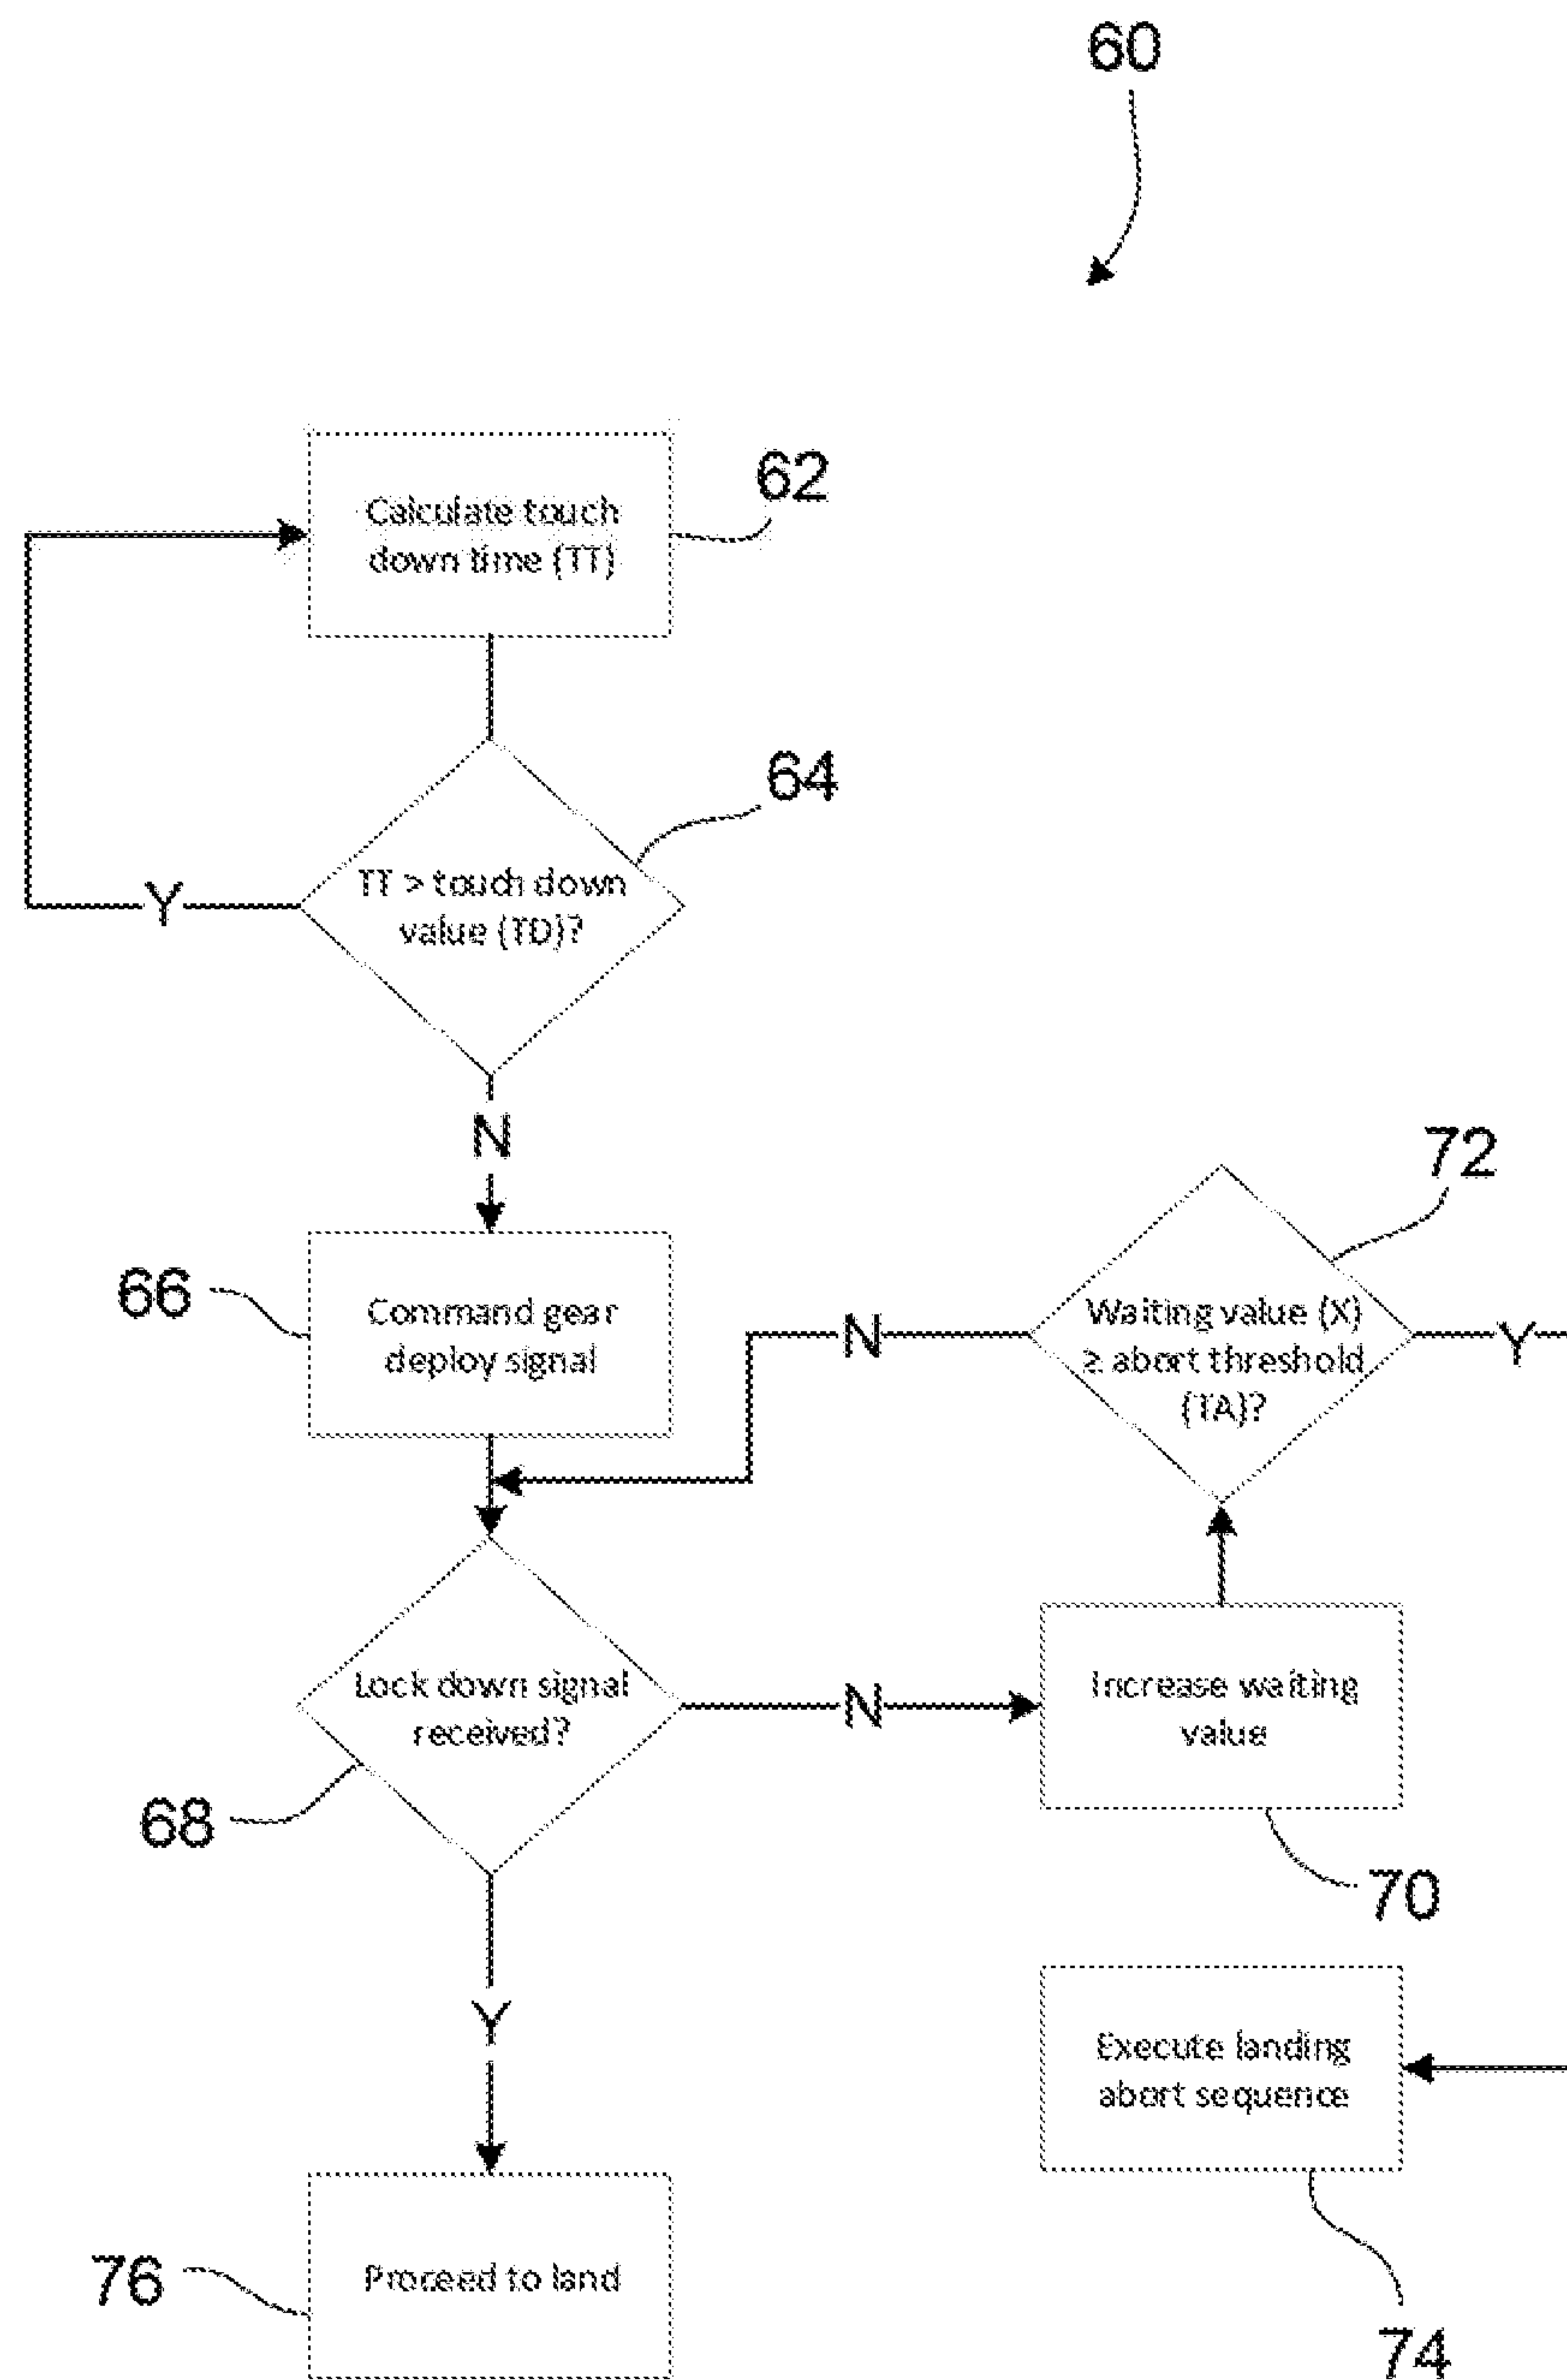 60
Calculate touch
down time (TT)
62
TT > touch down
value (TD)?
64
Y
N
66
Command gear
deploy signal
72
Waiting value (X)
≥ abort threshold
(TA)?
N
Y
Lock down signal
received?
68
N
Increase waiting
value
70
Y
Execute landing
abort sequence
74
76
Proceed to land